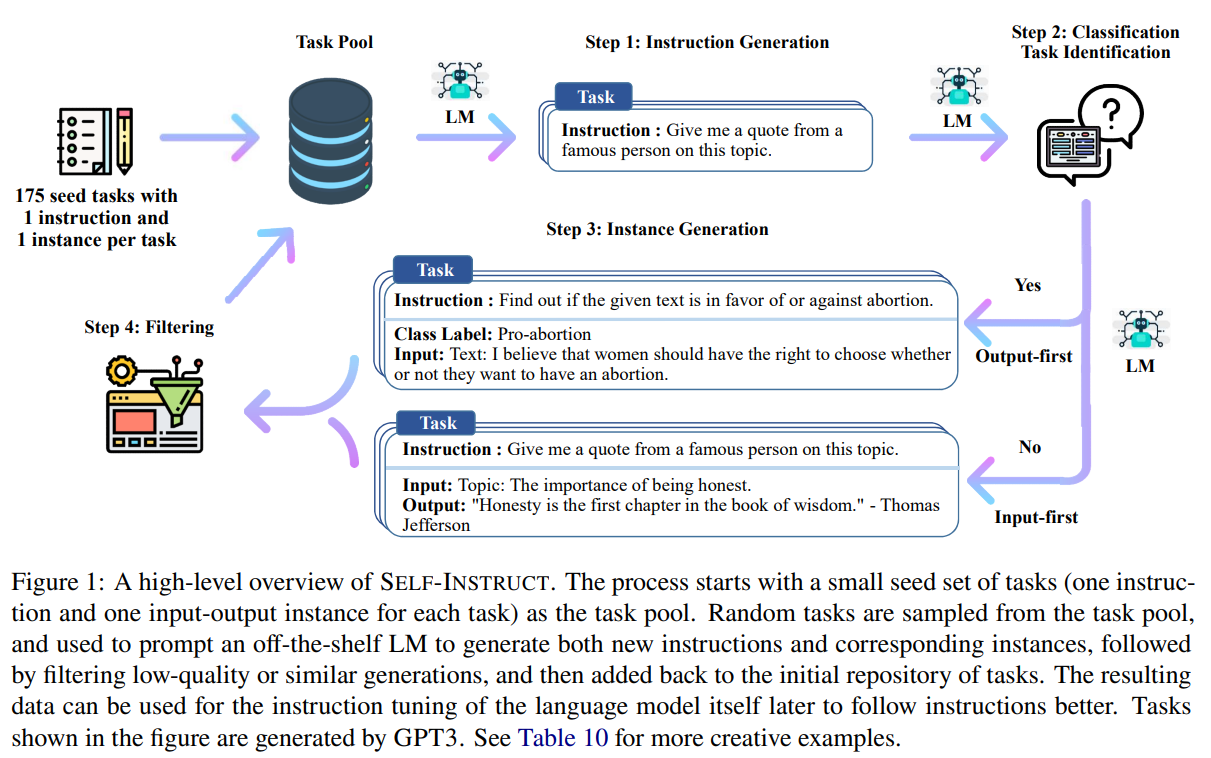 Task Pool
Step 1: Instruction Generation
Step 2: Classification
Task Identification
LM
LM
Task
Instruction : Give me a quote from a
famous person on this topic.
175 seed tasks with
1 instruction and
1 instance per task
Step 3: Instance Generation
Task
Instruction : Find out if the given text is in favor of or against abortion.
Class Label: Pro-abortion
Input: Text: I believe that women should have the right to choose whether
or not they want to have an abortion.
Yes
Output-first
LM
Step 4: Filtering
Task
Instruction : Give me a quote from a famous person on this topic.
Input: Topic: The importance of being honest.
Output: "Honesty is the first chapter in the book of wisdom." - Thomas
Jefferson
No
Input-first
Figure 1: A high-level overview of SELF-INSTRUCT. The process starts with a small seed set of tasks (one instruc-
tion and one input-output instance for each task) as the task pool. Random tasks are sampled from the task pool,
and used to prompt an off-the-shelf LM to generate both new instructions and corresponding instances, followed
by filtering low-quality or similar generations, and then added back to the initial repository of tasks. The resulting
data can be used for the instruction tuning of the language model itself later to follow instructions better. Tasks
shown in the figure are generated by GPT3. See Table 10 for more creative examples.